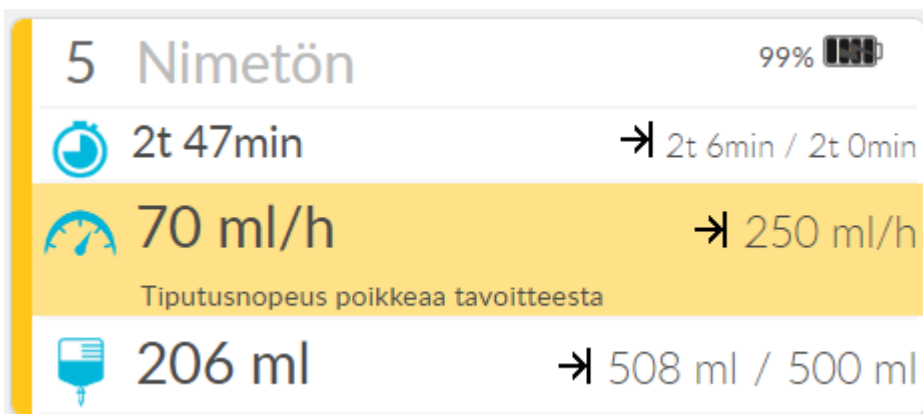 5 Nimetön 99%
2t 47min 2t 6min / 2t 0min
70 ml/h 250 ml/h
Tiputusnopeus poikkeaa tavoitteesta
206 ml 508 ml / 500 ml